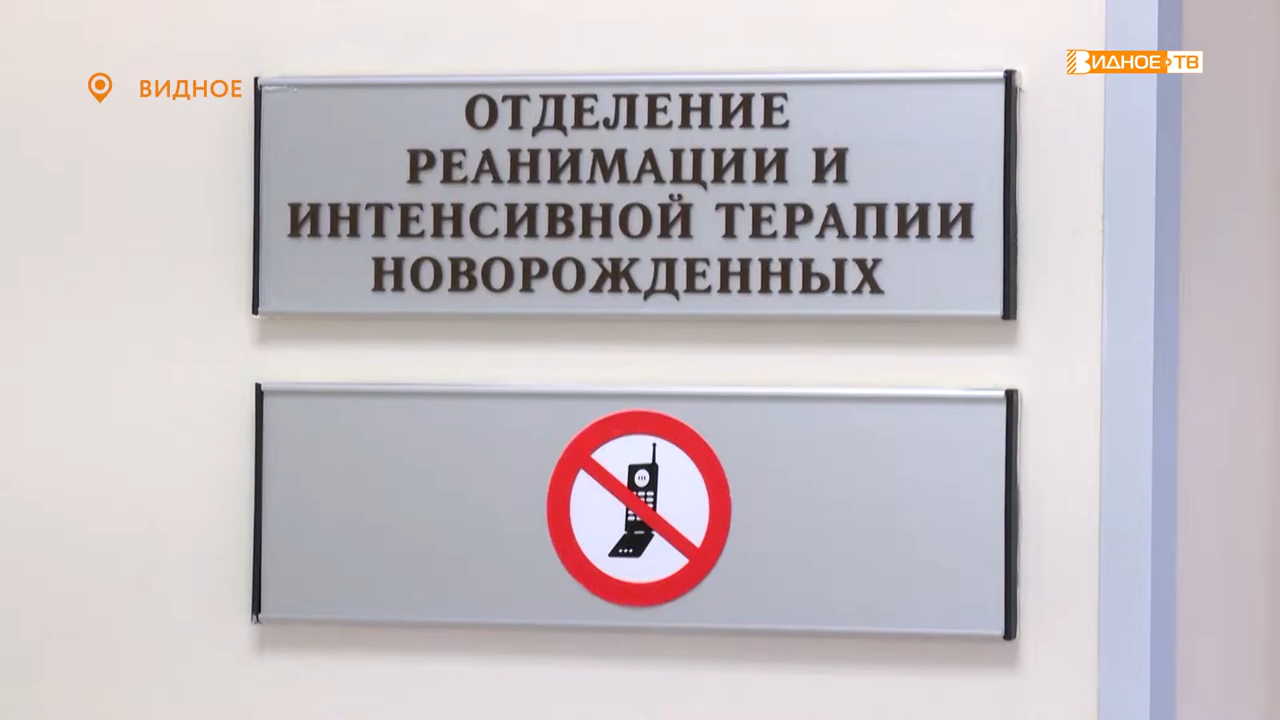 ВИДНОЕ
ВИДНОЕ ТВ
ОТДЕЛЕНИЕ
РЕАНИМАЦИИ И
ИНТЕНСИВНОЙ ТЕРАПИИ
НОВОРОЖДЕННЫХ